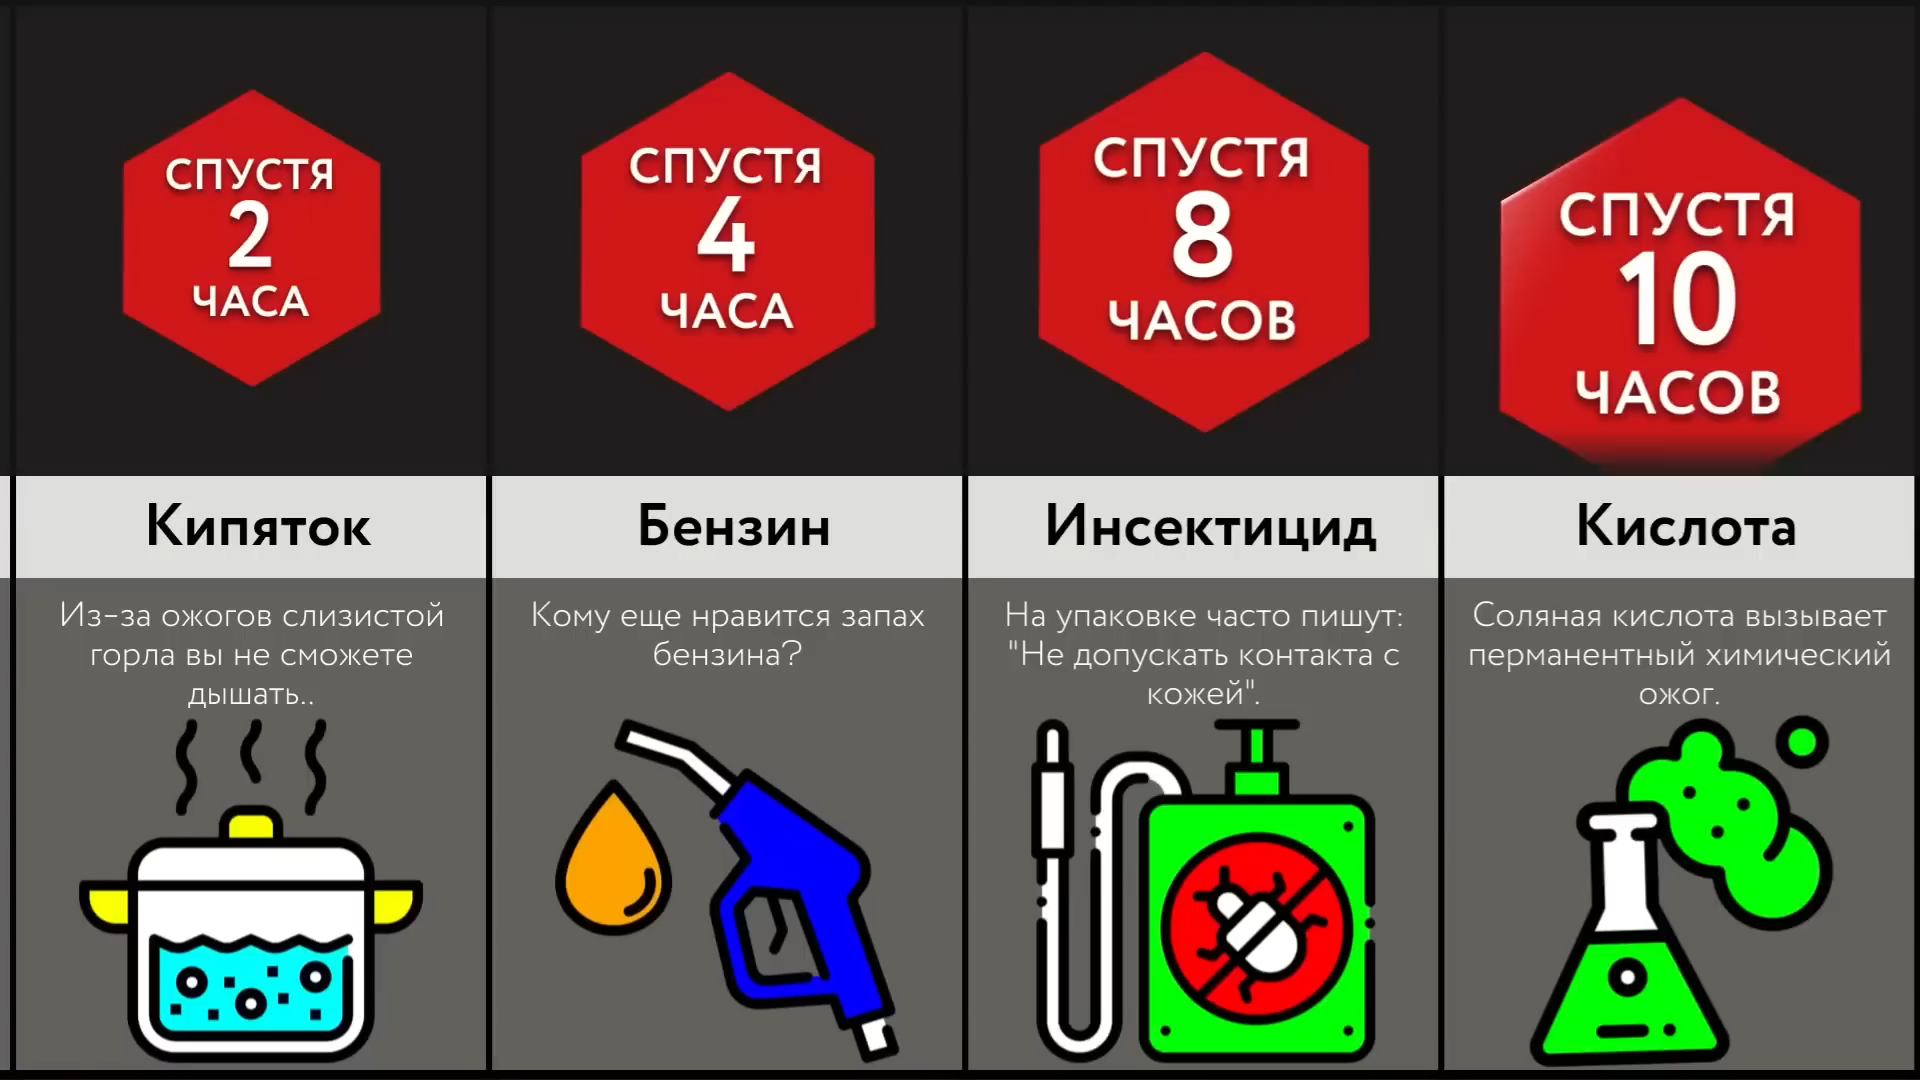 СПУСТЯ
2
ЧАСА
Кипяток
Из-за ожогов слизистой
горла вы не сможете
дышать..
СПУСТЯ
4
ЧАСА
Бензин
Кому еще нравится запах
бензина?
СПУСТЯ
8
ЧАСОВ
Инсектицид
На упаковке часто пишут:
"Не допускать контакта с
кожей".
СПУСТЯ
10
ЧАСОВ
Кислота
Соляная кислота вызывает
перманентный химический
ожог.